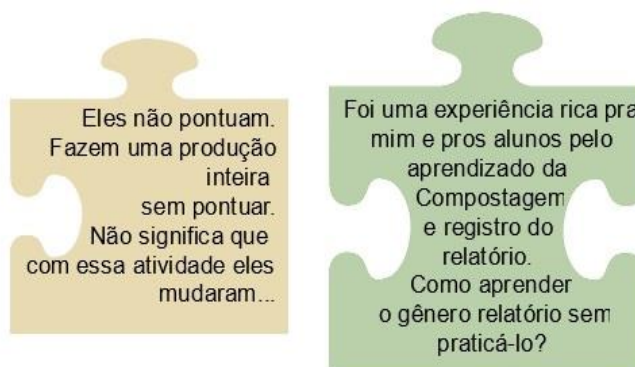 Eles não pontuam.
Fazem uma produção
inteira
sem pontuar.
Não significa que
com essa atividade eles
mudaram...
Foi uma experiência rica pra
mim e pros alunos pelo
aprendizado da
Compostagem
e registro do
relatório.
Como aprender
o gênero relatório sem
praticá-lo?